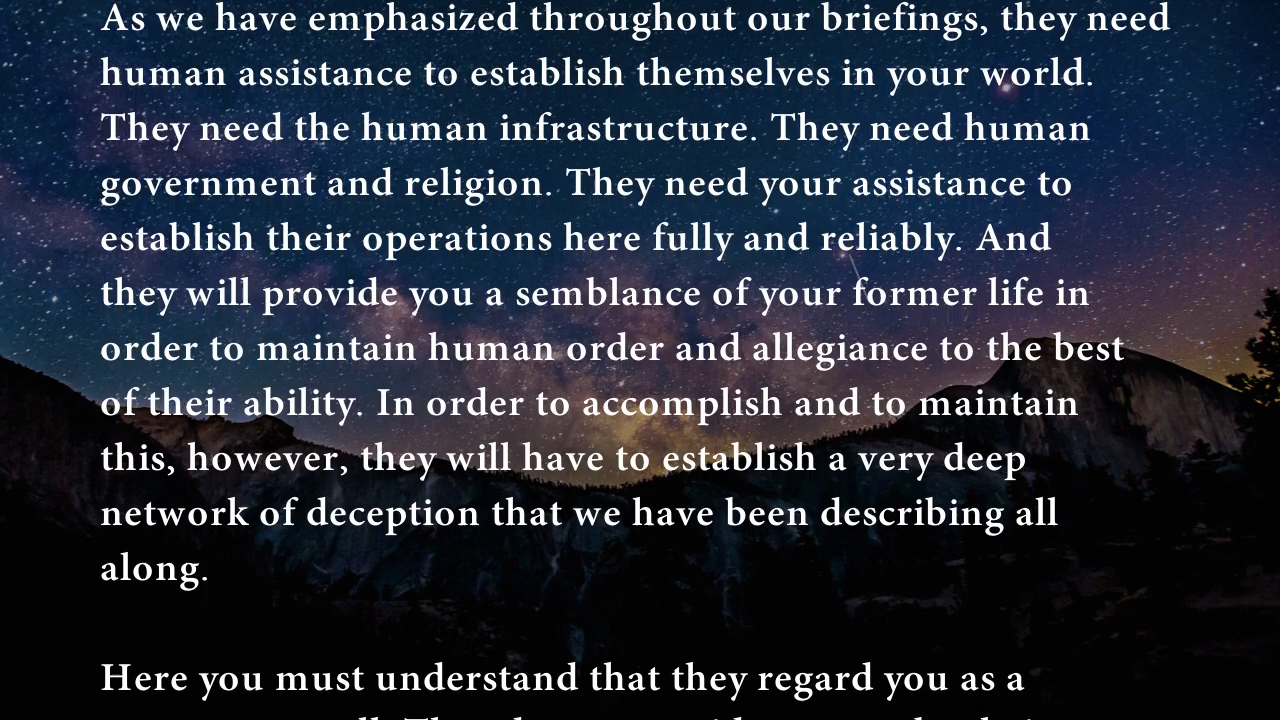 As we have emphasized throughout our briefings, they need
human assistance to establish themselves in your world.
They need the human infrastructure. They need human
government and religion. They need your assistance to
establish their operations here fully and reliably. And
they will provide you a semblance of your former life in
order to maintain human order and allegiance to the best
of their ability. In order to accomplish and to maintain
this, however, they will have to establish a very deep
network of deception that we have been describing all
along.
Here you must understand that they regard you as a